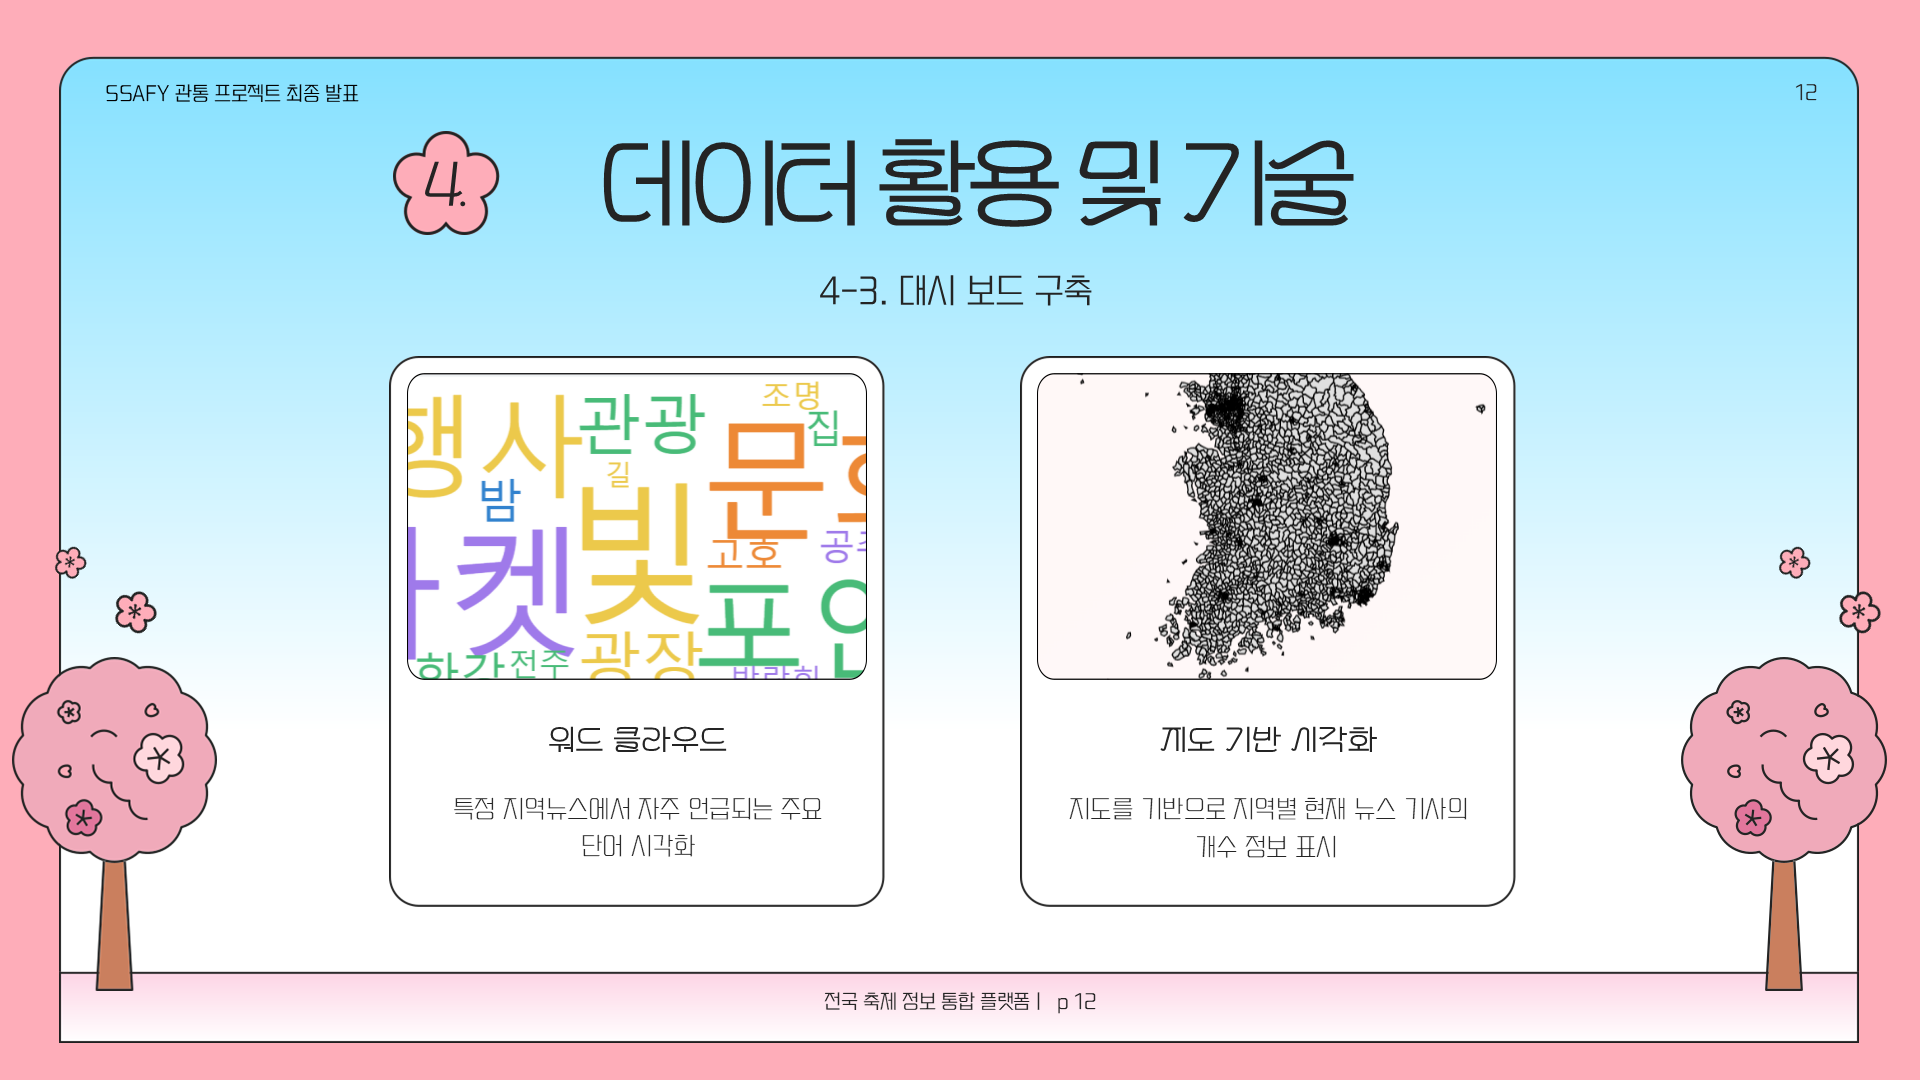 SSAFY 관통 프로젝트 최종 발표
12
4.
데이터 활용 및 기술
4-3. 대시 보드 구축
행사
관광
조명
집
길
밤
문화
빛
켓
고호
공주
포
광장
전주
워드 클라우드
특정 지역뉴스에서 자주 언급되는 주요
단어 시각화
지도 기반 시각화
지도를 기반으로 지역별 현재 뉴스 기사의
개수 정보 표시
전국 축제 정보 통합 플랫폼 | p 12